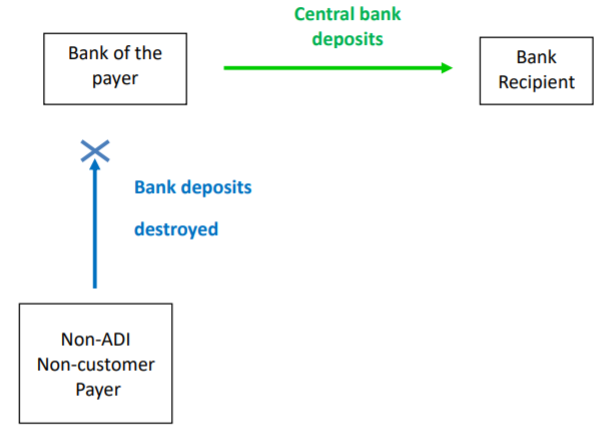 Central bank
deposits
Bank of the
payer
Bank
Recipient
Bank deposits
destroyed
Non-ADI
Non-customer
Payer